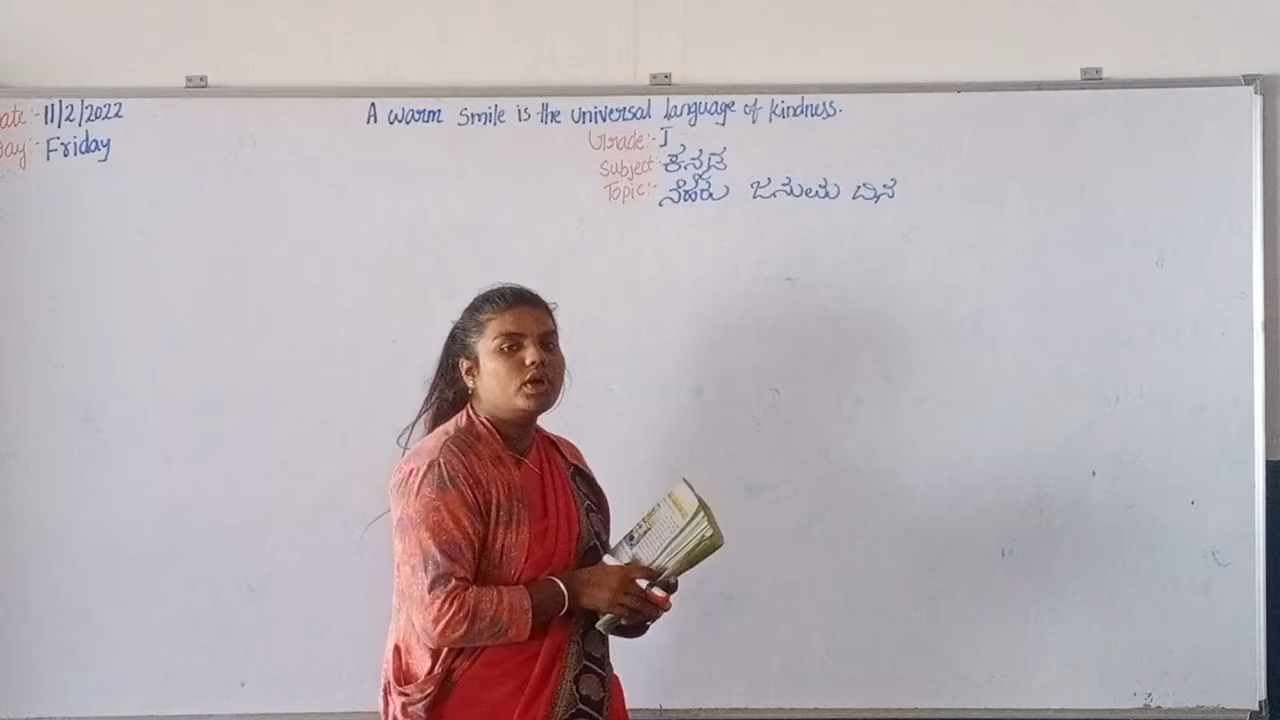 ate:- 11/2/2022
Day:- Friday
A warm smile is the universal language of kindness.
Grade:- I
Subject:- ಕನ್ನಡ
Topic:- ನೆಹರು ಜನುಮ ದಿನ